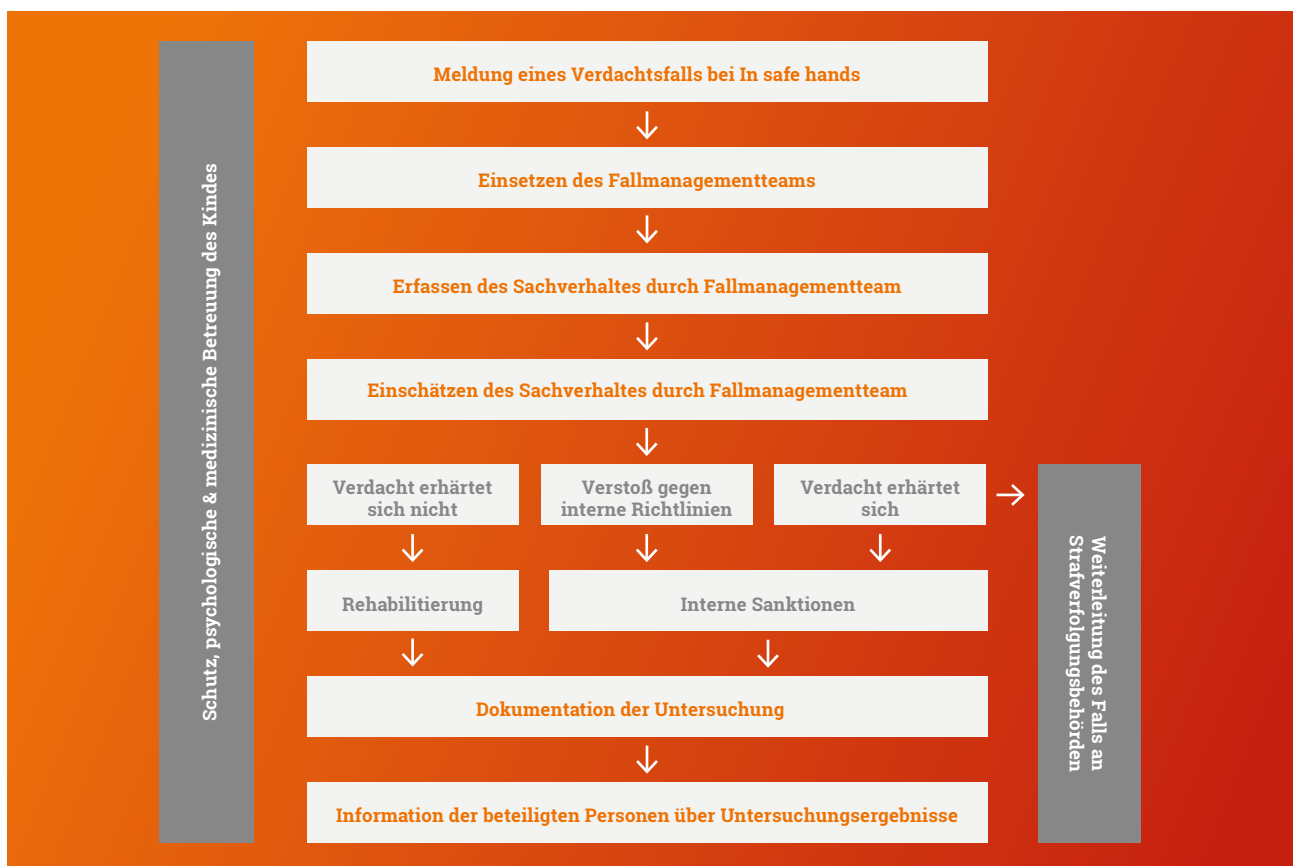 Schutz, psychologische & medizinische Betreuung des Kindes
Meldung eines Verdachtsfalls bei In safe hands
Einsetzen des Fallmanagementteams
Erfassen des Sachverhaltes durch Fallmanagementteam
Einschätzen des Sachverhaltes durch Fallmanagementteam
Verdacht erhärtet
sich nicht
Verstoß gegen
interne Richtlinien
Verdacht erhärtet
sich
Weiterleitung des Falls an
Strafverfolgungsbehörden
Rehabilitierung
Interne Sanktionen
Dokumentation der Untersuchung
Information der beteiligten Personen über Untersuchungsergebnisse